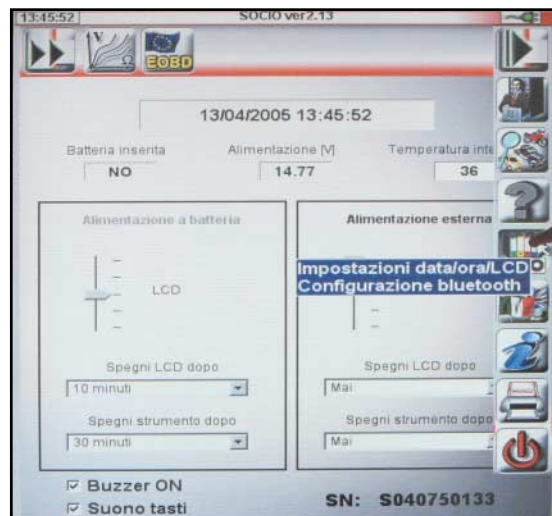 13:45:52 SOCIO ver2.13
V
EOBD
13/04/2005 13:45:52
Batteria inserita Alimentazione [V] Temperatura inte
NO 14.77 36
Alimentazione a batteria Alimentazione esterna
Impostazioni data/ora/LCD
Configurazione bluetooth
LCD
Spegni LCD dopo Spegni LCD dopo
10 minuti Mai
Spegni strumento dopo Spegni strumento dopo
30 minuti Mai
Buzzer ON
Suono tasti
SN: S040750133